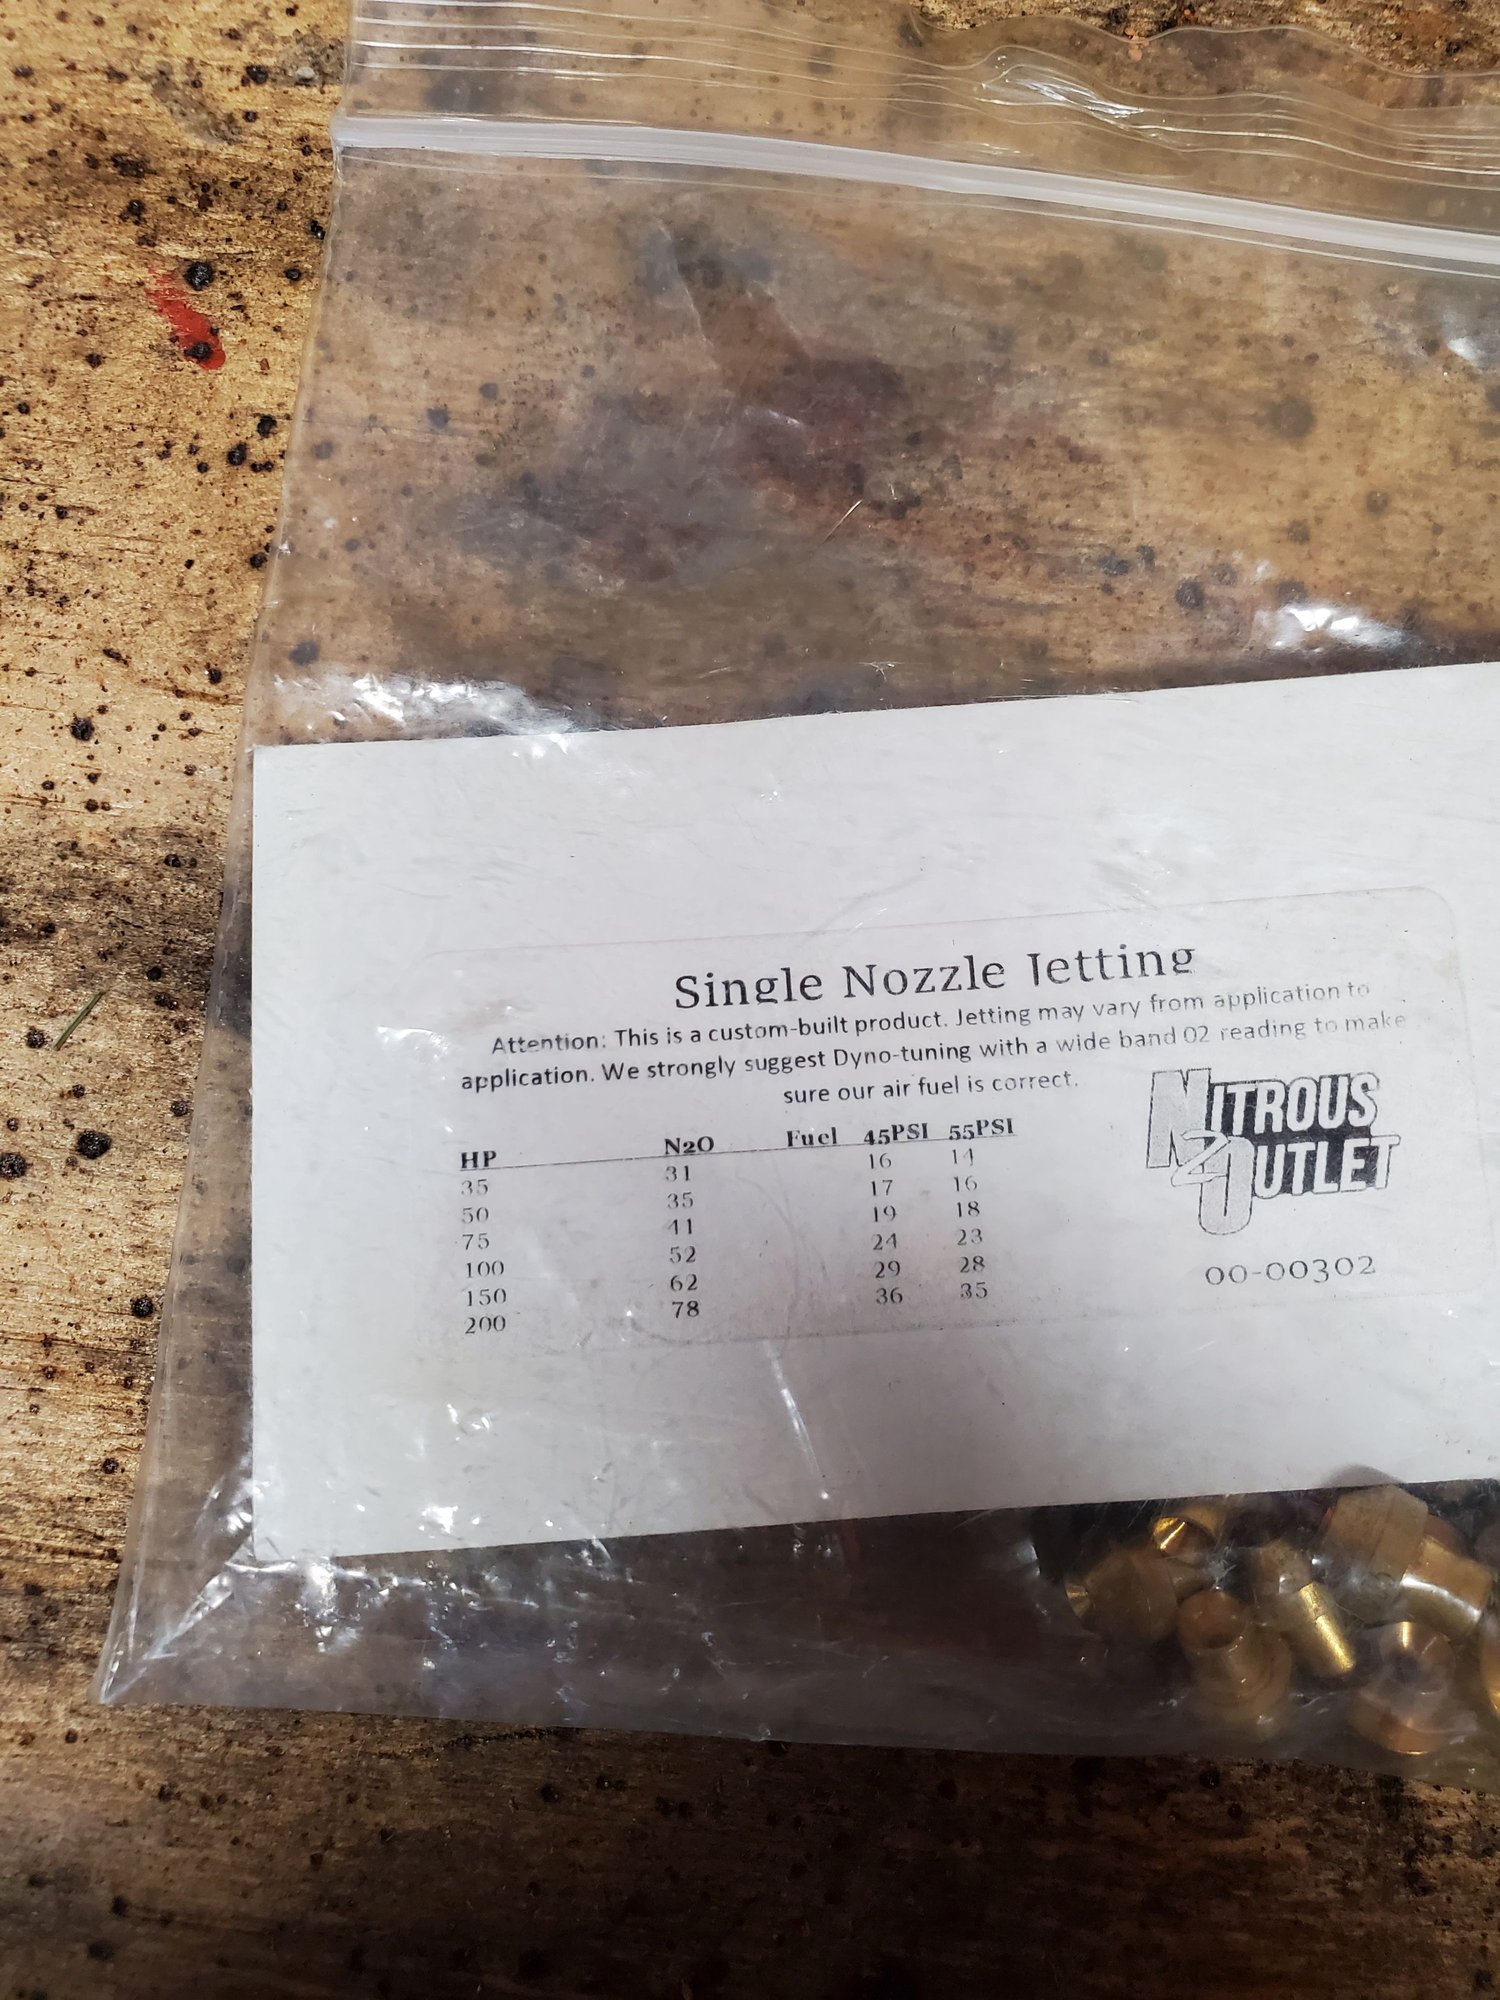 Single Nozzle Jetting
Attention: This is a custom-built product. Jetting may vary from application to
application. We strongly suggest Dyno-tuning with a wide band 02 reading to make
sure our air fuel is correct.
HP N2O Fuel 45PSI 55PSI
35 31 16 14
50 35 17 16
75 41 19 18
100 52 24 23
150 62 29 28
200 78 36 35
NITROUS
2 OUTLET
00-00302